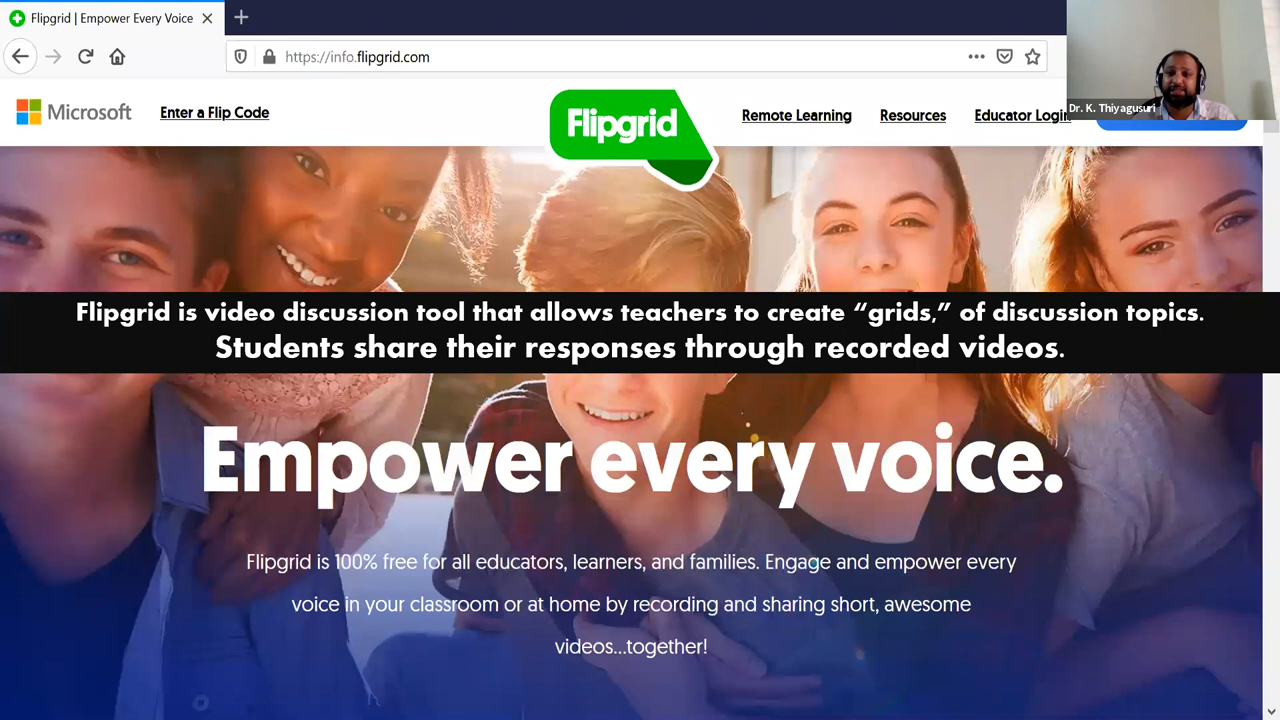 Flipgrid | Empower Every Voice
https://info.flipgrid.com
Dr. K. Thiyagusuri
Microsoft
Enter a Flip Code
Flipgrid
Remote Learning
Resources
Educator Login
Flipgrid is video discussion tool that allows teachers to create “grids,” of discussion topics.
Students share their responses through recorded videos.
Empower every voice.
Flipgrid is 100% free for all educators, learners, and families. Engage and empower every
voice in your classroom or at home by recording and sharing short, awesome
videos...together!